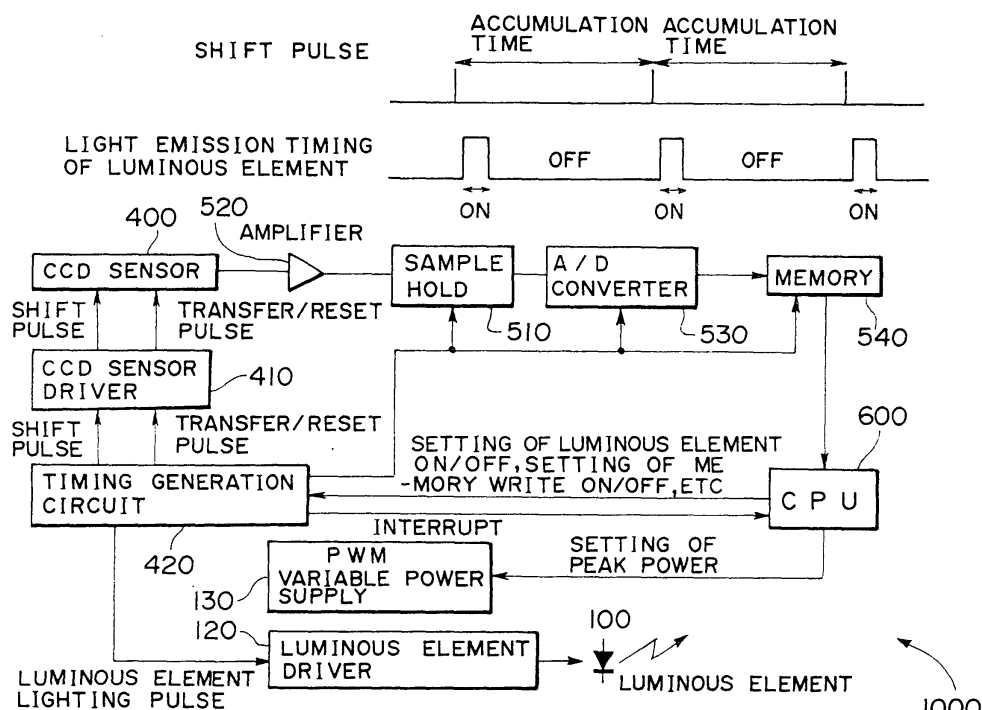 ACCUMULATION ACCUMULATION
TIME TIME
SHIFT PULSE
LIGHT EMISSION TIMING
OF LUMINOUS ELEMENT
OFF OFF
ON ON ON
520
400
AMPLIFIER
CCD SENSOR
SAMPLE
HOLD
A/D
CONVERTER
MEMORY
510
530
540
SHIFT
PULSE
TRANSFER/RESET
PULSE
CCD SENSOR
DRIVER
410
SHIFT
PULSE
TRANSFER/RESET
PULSE
SETTING OF LUMINOUS ELEMENT
ON/OFF, SETTING OF ME
-MORY WRITE ON/OFF, ETC
600
CPU
TIMING GENERATION
CIRCUIT
420
INTERRUPT
SETTING OF
PEAK POWER
PWM
VARIABLE POWER
SUPPLY
130
120
LUMINOUS ELEMENT
DRIVER
100
LUMINOUS ELEMENT
LUMINOUS ELEMENT
LIGHTING PULSE
1000